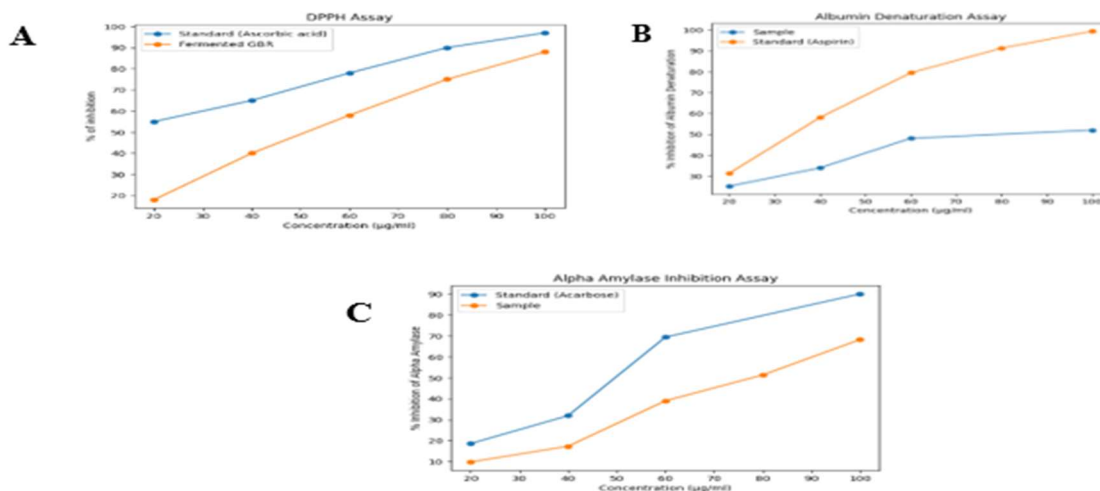 A
DPPH Assay
Standard (Ascorbic acid)
Fermented GBR
% of inhibition
100
90
80
70
60
50
40
30
20
20 30 40 50 60 70 80 90 100
Concentration (µg/ml)
B
Albumin Denaturation Assay
Sample
Standard (Aspirin)
% Inhibition of Albumin Denaturation
100
90
80
70
60
50
40
30
20 30 40 50 60 70 80 90 100
Concentration (µg/ml)
C
Alpha Amylase Inhibition Assay
Standard (Acarbose)
Sample
% Inhibition of Alpha Amylase
90
80
70
60
50
40
30
20
10
20 30 40 50 60 70 80 90 100
Concentration (µg/ml)